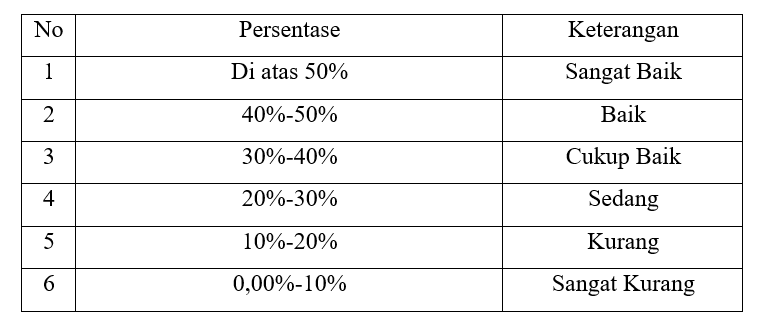 No Persentase Keterangan
1 Di atas 50% Sangat Baik
2 40%-50% Baik
3 30%-40% Cukup Baik
4 20%-30% Sedang
5 10%-20% Kurang
6 0,00%-10% Sangat Kurang